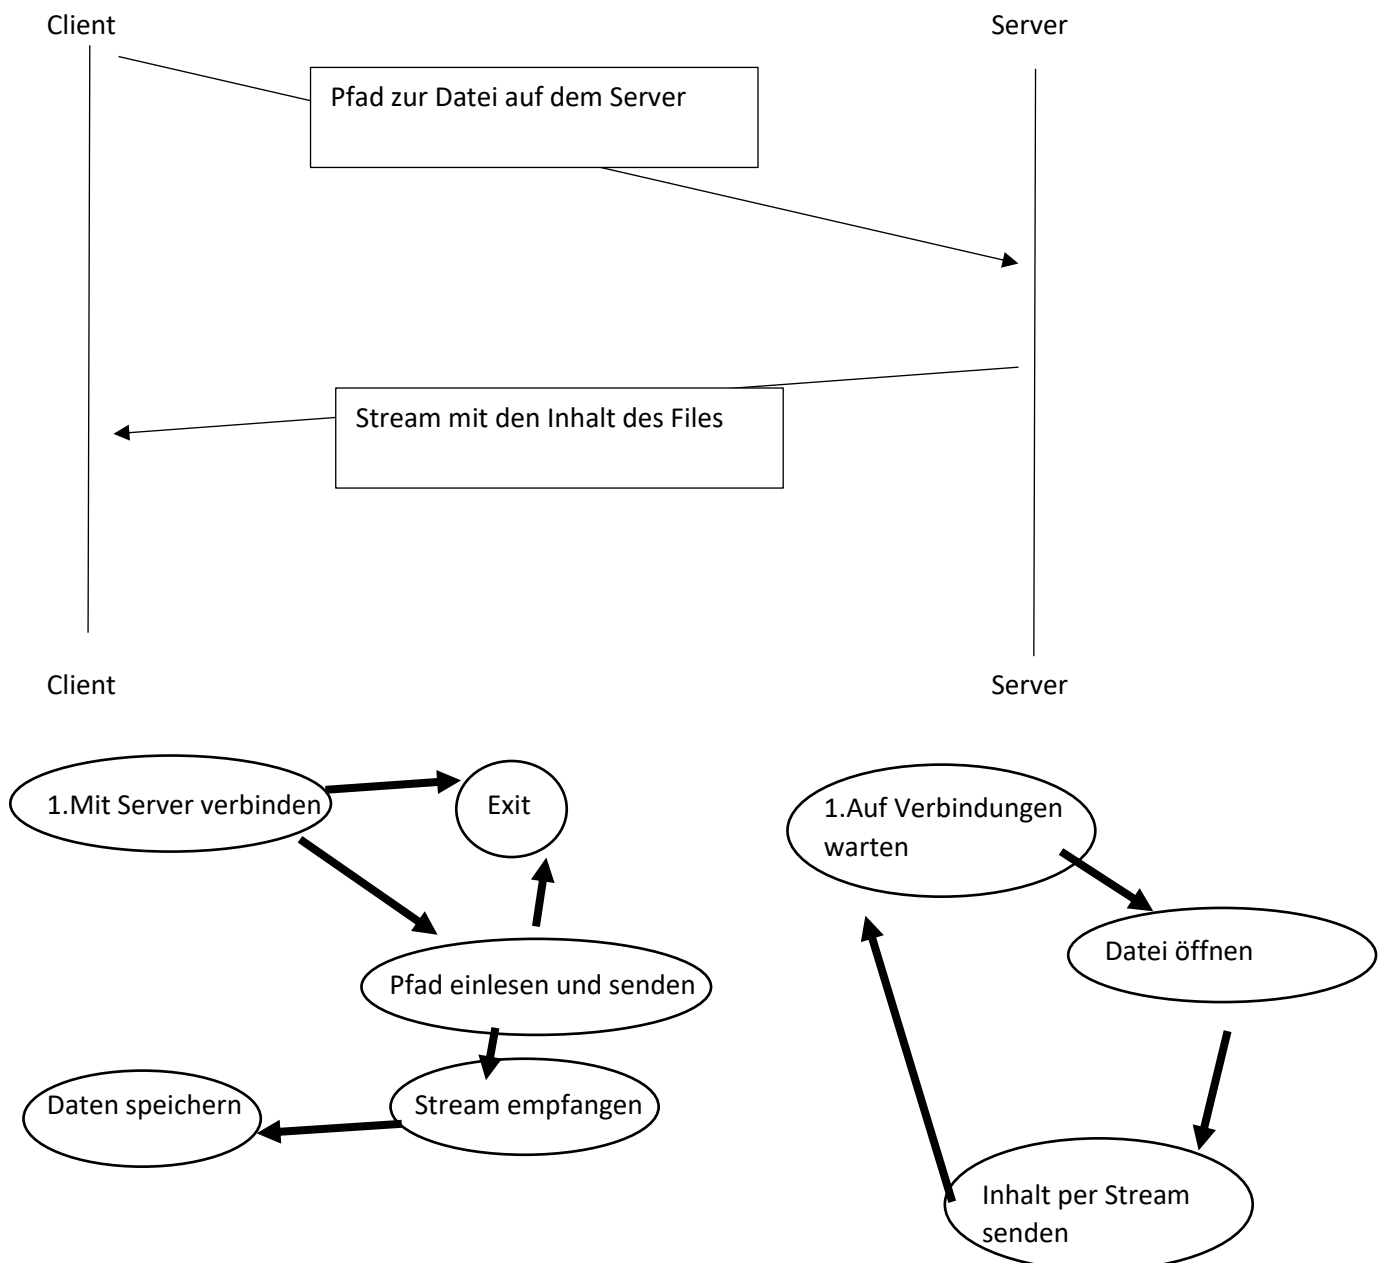 Client
Server
Pfad zur Datei auf dem Server
Stream mit den Inhalt des Files
Client
Server
1.Mit Server verbinden
Exit
1.Auf Verbindungen
warten
Datei öffnen
Pfad einlesen und senden
Daten speichern
Stream empfangen
Inhalt per Stream
senden